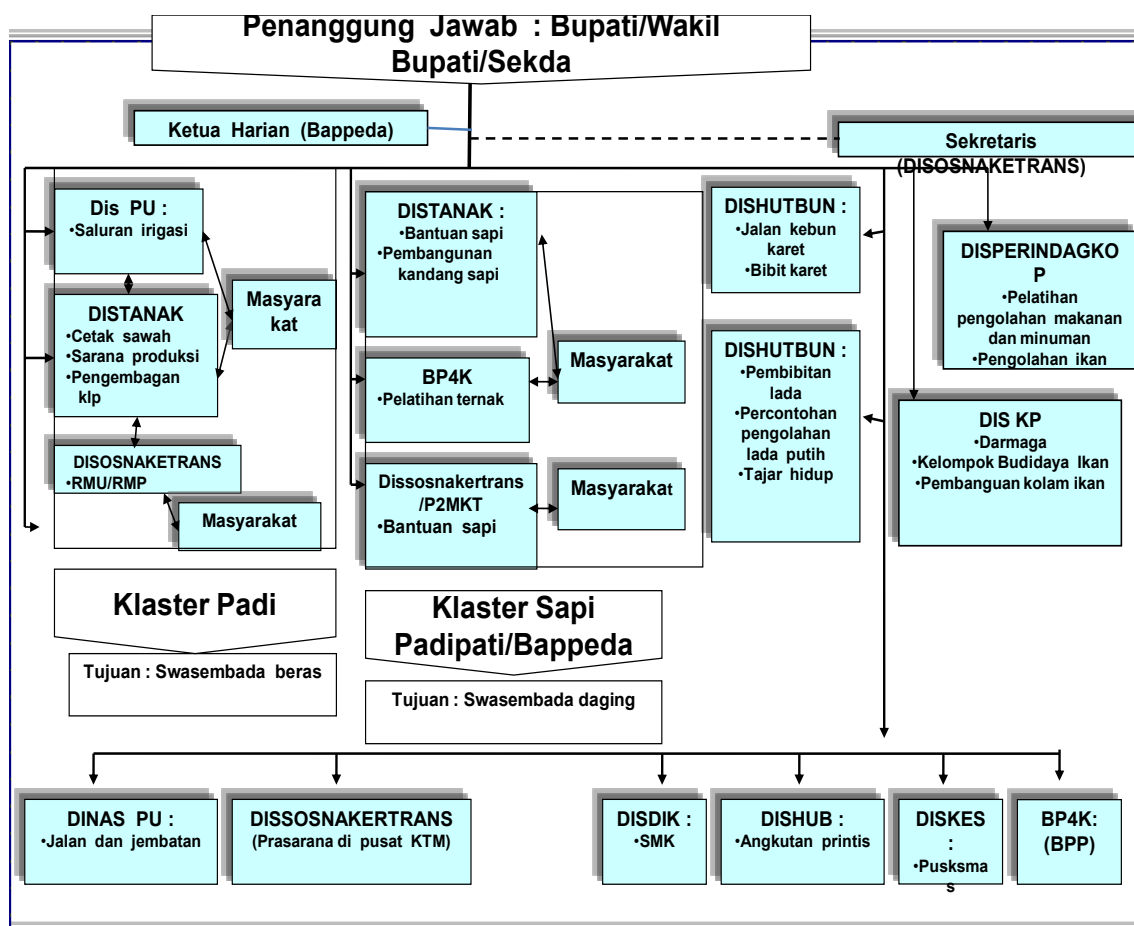 Penanggung Jawab : Bupati/Wakil
Bupati/Sekda
Ketua Harian (Bappeda)
Sekretaris
(DISOSNAKETRANS)
Dis PU :
•Saluran irigasi
DISTANAK
•Cetak sawah
•Sarana produksi
•Pengembagan
klp
Masyara
kat
DISOSNAKETRANS
•RMU/RMP
Masyarakat
Klaster Padi
Tujuan : Swasembada beras
DISTANAK :
•Bantuan sapi
•Pembangunan
kandang sapi
BP4K
•Pelatihan ternak
Masyarakat
Dissosnakertrans
/P2MKT
•Bantuan sapi
Masyarakat
Klaster Sapi
Padipati/Bappeda
Tujuan : Swasembada daging
DISHUTBUN :
•Jalan kebun
karet
•Bibit karet
DISHUTBUN :
•Pembibitan
lada
•Percontohan
pengolahan
lada putih
•Tajar hidup
DISPERINDAGKO
P
•Pelatihan
pengolahan makanan
dan minuman
•Pengolahan ikan
DIS KP
•Darmaga
•Kelompok Budidaya Ikan
•Pembanguan kolam ikan
DINAS PU :
•Jalan dan jembatan
DISSOSNAKERTRANS
(Prasarana di pusat KTM)
DISDIK :
•SMK
DISHUB :
•Angkutan printis
DISKES
:
•Pusksma
s
BP4K:
(BPP)